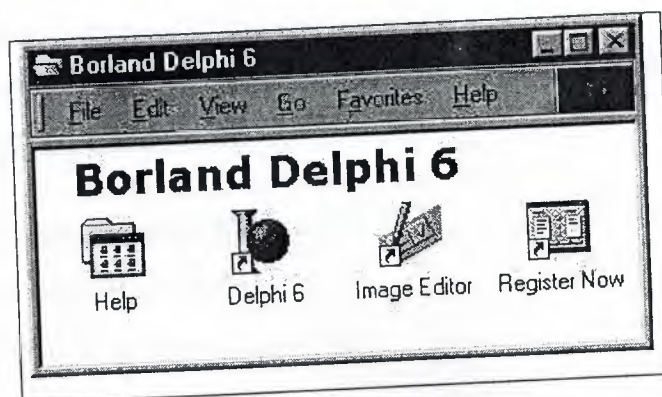 Borland Delphi 6
File Edit View Go Favorites Help
Borland Delphi 6
Help Delphi 6 Image Editor Register Now